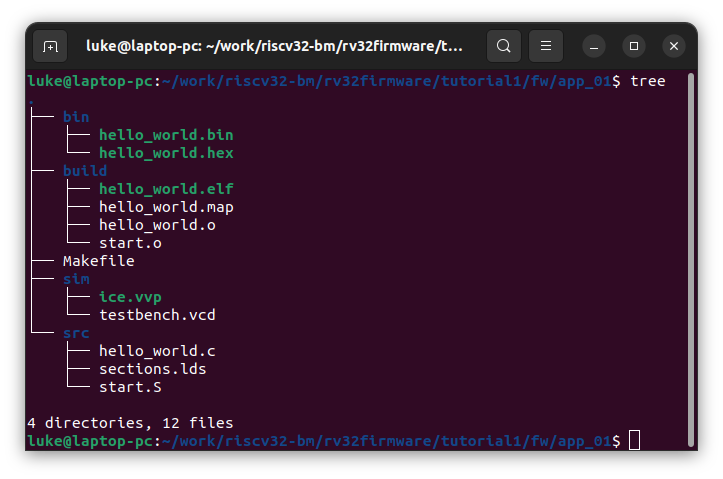 luke@laptop-pc: ~/work/riscv32-bm/rv32firmware/t…
luke@laptop-pc:~/work/riscv32-bm/rv32firmware/tutorial1/fw/app_01$ tree
.
├── bin
│   ├── hello_world.bin
│   └── hello_world.hex
├── build
│   ├── hello_world.elf
│   ├── hello_world.map
│   ├── hello_world.o
│   └── start.o
├── Makefile
├── sim
│   ├── ice.vvp
│   └── testbench.vcd
└── src
    ├── hello_world.c
    ├── sections.lds
    └── start.S
4 directories, 12 files
luke@laptop-pc:~/work/riscv32-bm/rv32firmware/tutorial1/fw/app_01$